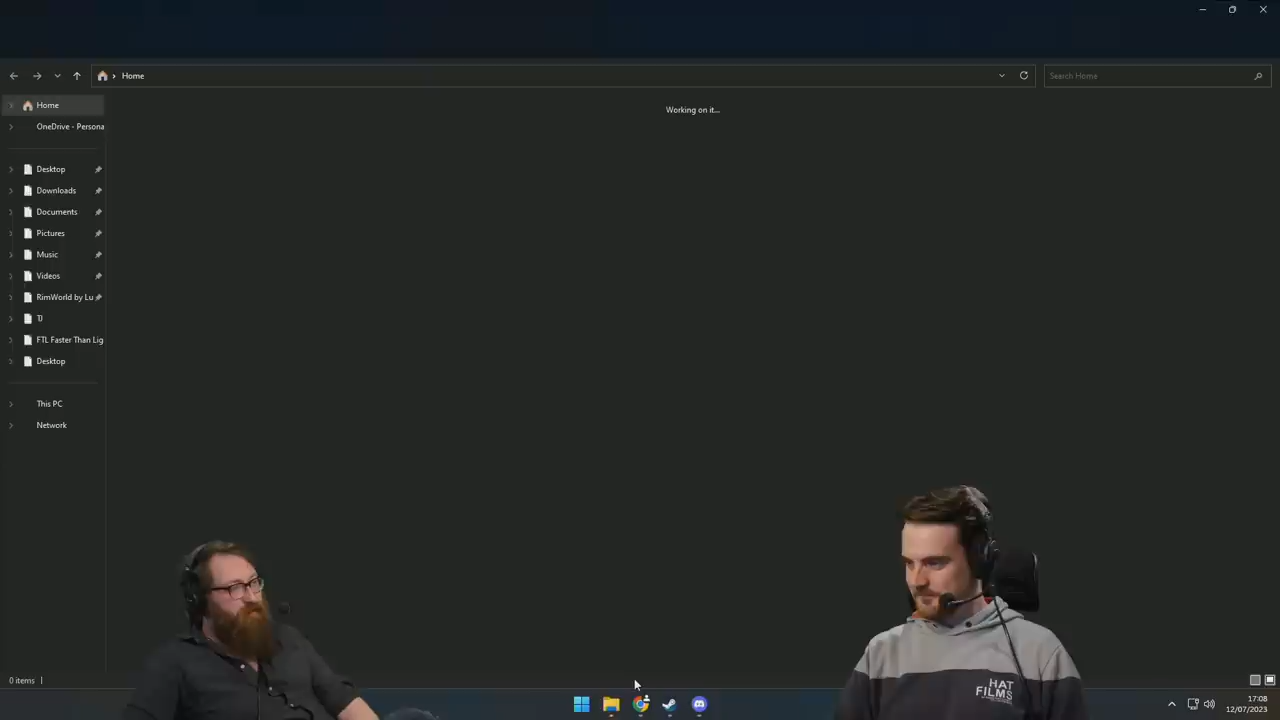 Home
Search Home
Home
OneDrive - Persona
Working on it...
Desktop
Downloads
Documents
Pictures
Music
Videos
RimWorld by Lu
TJ
FTL Faster Than Lig
Desktop
This PC
Network
0 items
HAT
FILMS
17:08
12/07/2023